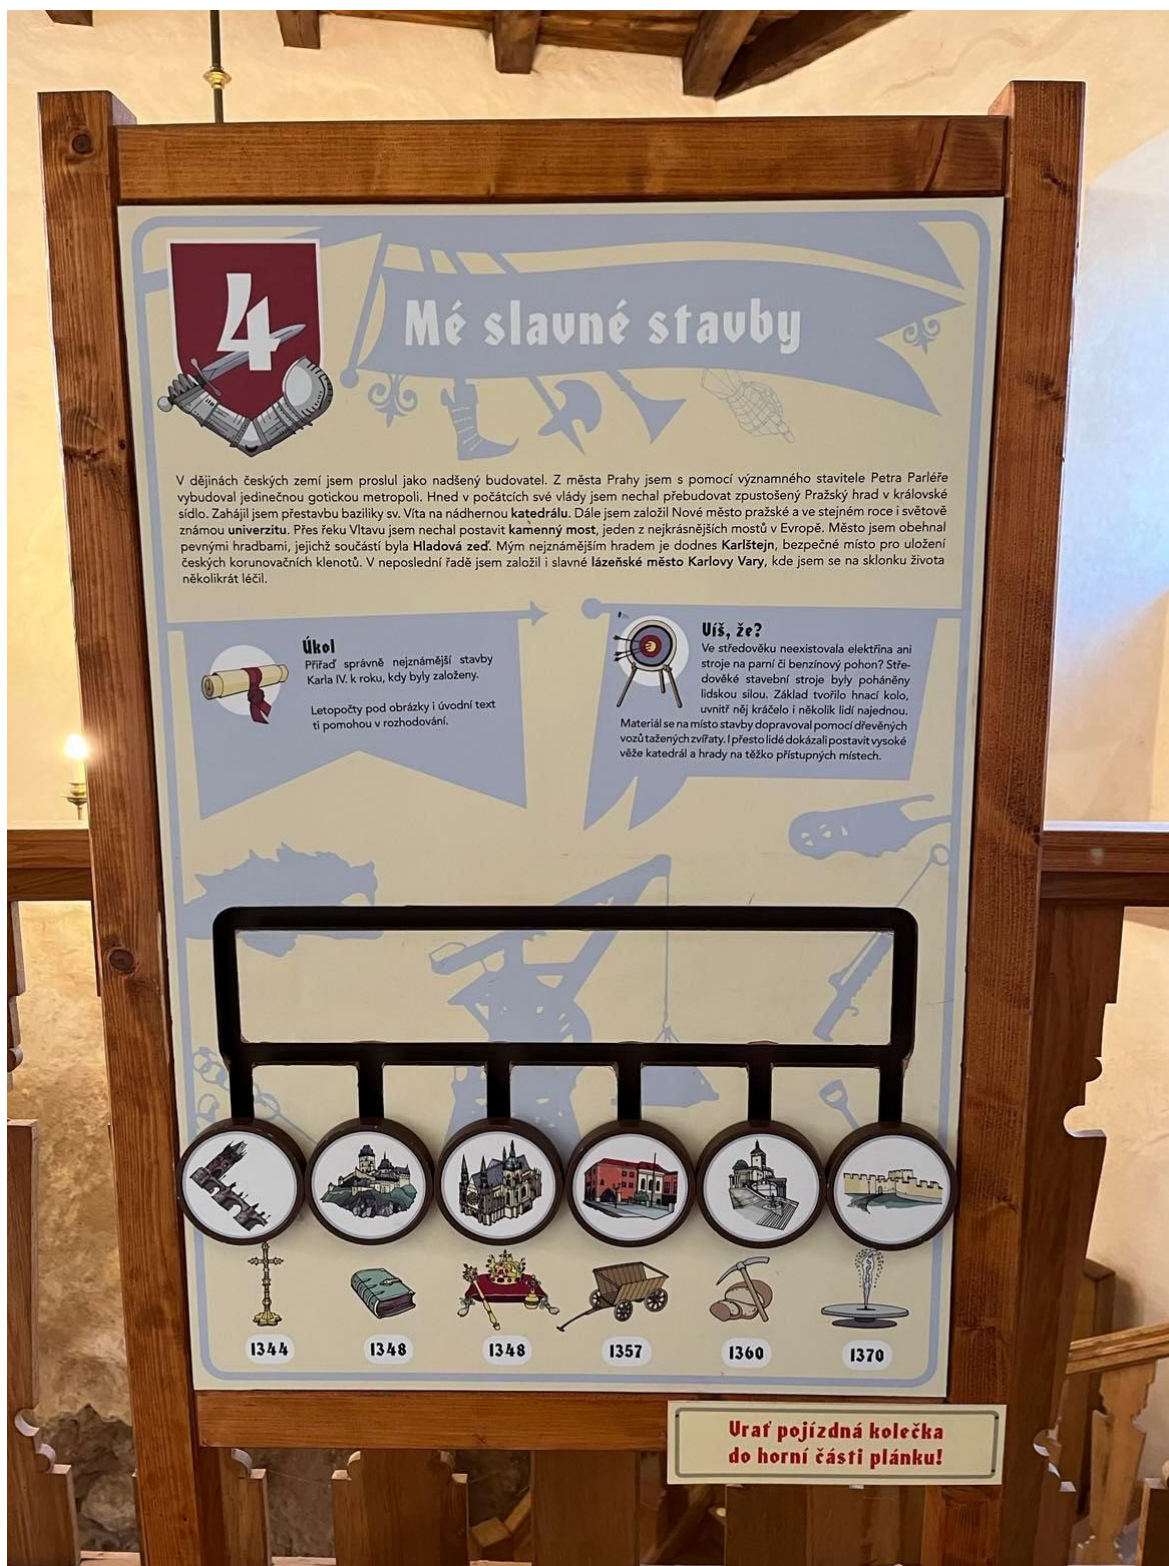 4
Mé slavné stavby
V dějinách českých zemí jsem proslul jako nadšený budovatel. Z města Prahy jsem s pomocí významného stavitele Petra Parléře
vybudoval jedinečnou gotickou metropoli. Hned v počátcích své vlády jsem nechal přebudovat zpustošený Pražský hrad v královské
sídlo. Zahájil jsem přestavbu baziliky sv. Víta na nádhernou katedrálu. Dále jsem založil Nové město pražské a ve stejném roce i světově
známou univerzitu. Přes řeku Vltavu jsem nechal postavit kamenný most, jeden z nejkrásnějších mostů v Evropě. Město jsem obehnal
pevnými hradbami, jejichž součástí byla Hladová zeď. Mým nejznámějším hradem je dodnes Karlštejn, bezpečné místo pro uložení
českých korunovačních klenotů. V neposlední řadě jsem založil i slavné lázeňské město Karlovy Vary, kde jsem se na sklonku života
několikrát léčil.
Úkol
Přiřaď správně nejznámější stavby
Karla IV. k roku, kdy byly založeny.
Letopočty pod obrázky i úvodní text
ti pomohou v rozhodování.
Víš, že?
Ve středověku neexistovala elektřina ani
stroje na parní či benzínový pohon? Stře-
dověké stavební stroje byly poháněny
lidskou silou. Základ tvořilo hnací kolo,
uvnitř něj kráčelo i několik lidí najednou.
Materiál se na místo stavby dopravoval pomocí dřevěných
vozů tažených zvířaty. I přesto lidé dokázali postavit vysoké
věže katedrál a hrady na těžko přístupných místech.
1344
1348
1348
1357
1360
1370
Vrať pojízdná kolečka
do horní části plánku!